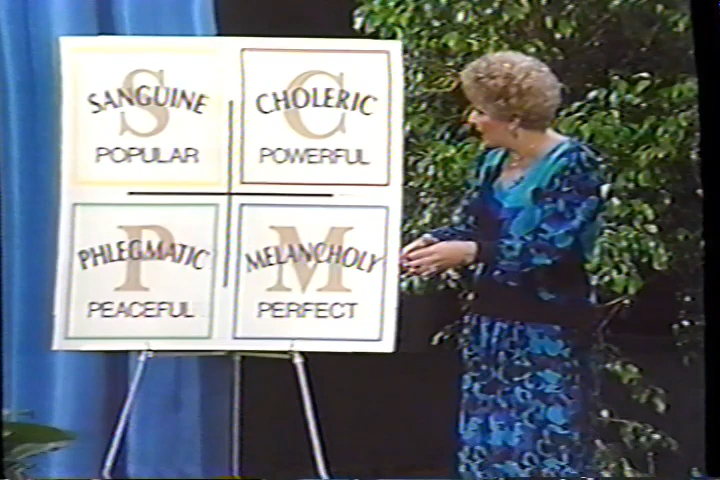 S
SANGUINE
POPULAR
C
CHOLERIC
POWERFUL
P
PHLEGMATIC
PEACEFUL
M
MELANCHOLY
PERFECT